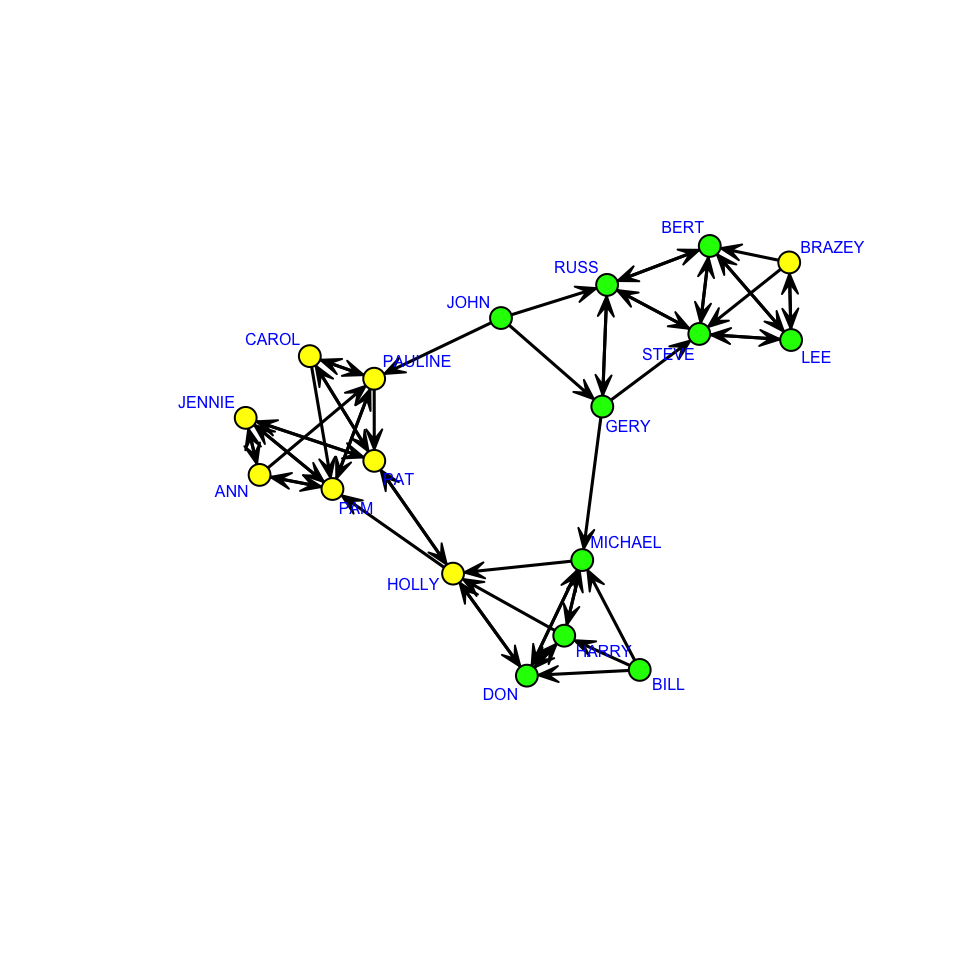 BERT
BRAZEY
RUSS
JOHN
CAROL
STEVE
LEE
PAULINE
JENNIE
GERY
PAT
ANN
PAM
MICHAEL
HOLLY
HARRY
BILL
DON